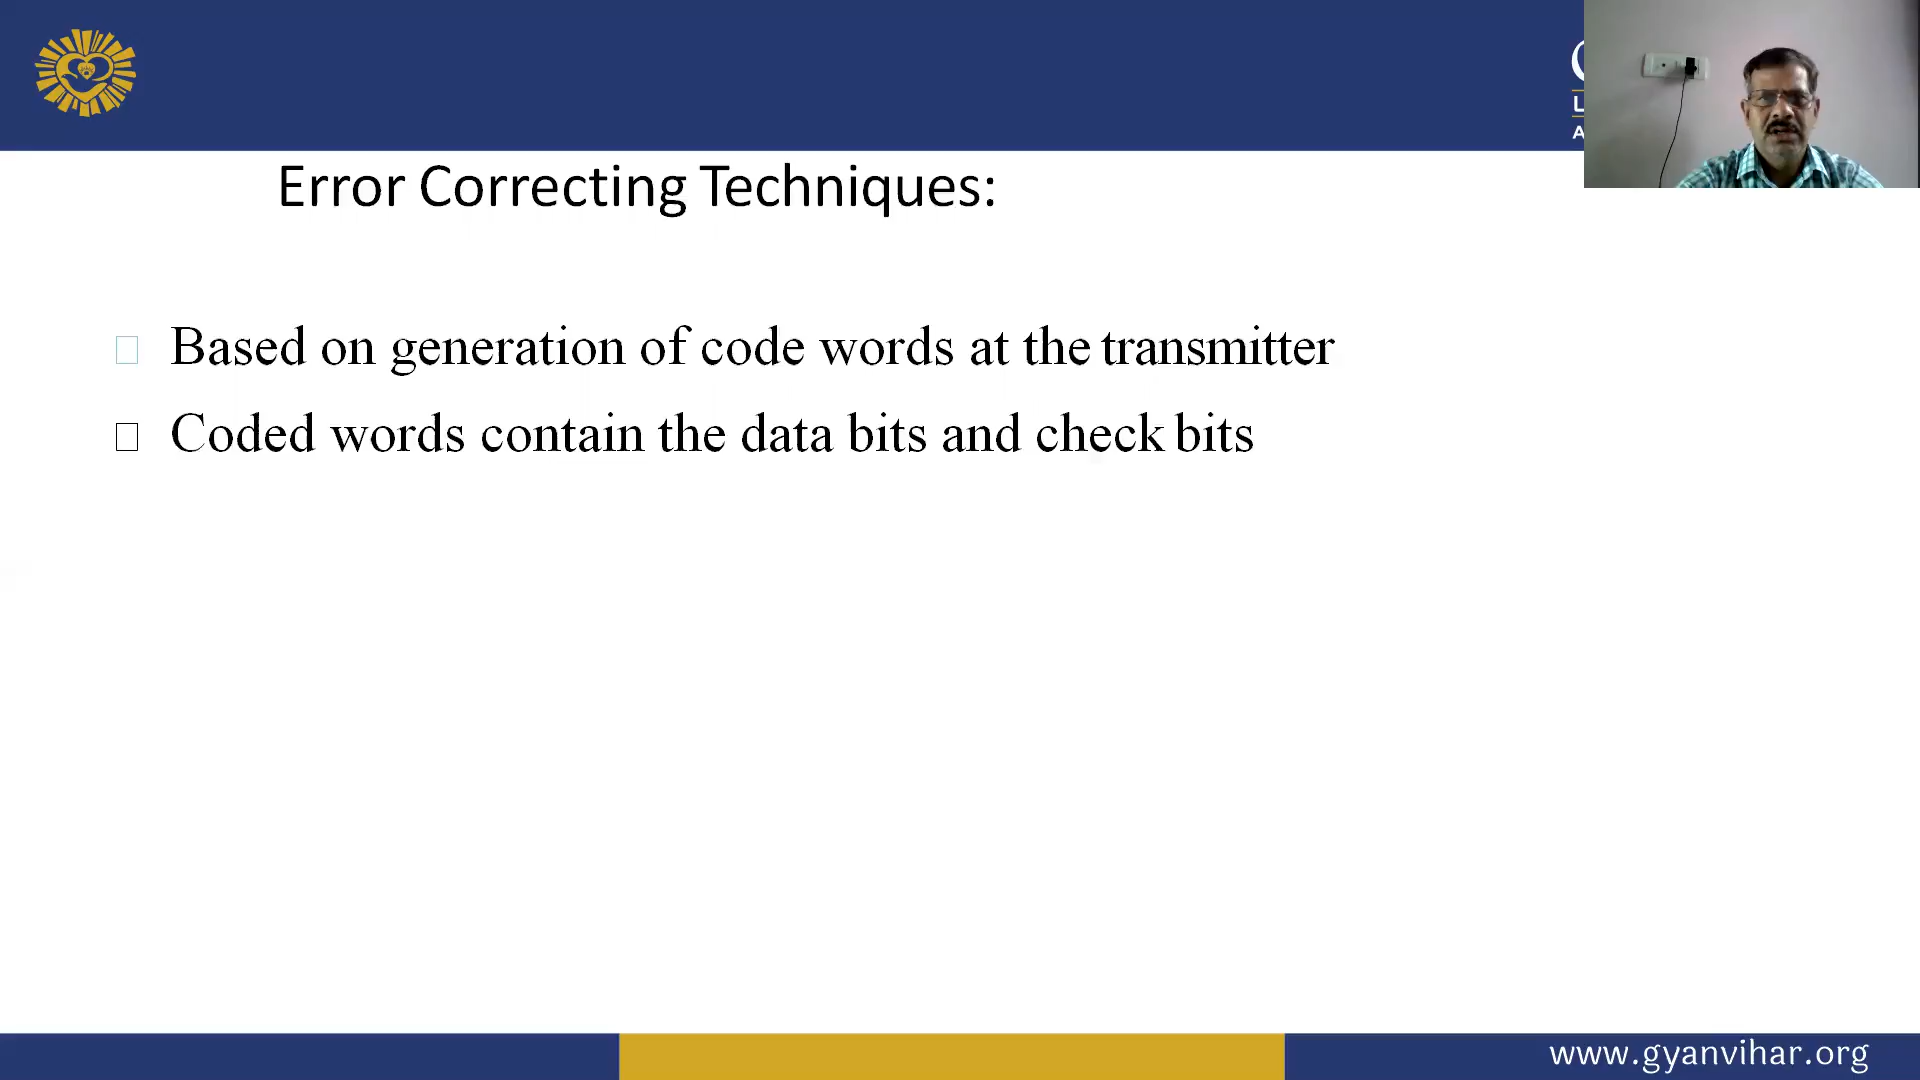 Error Correcting Techniques:
Based on generation of code words at the transmitter
Coded words contain the data bits and check bits
www.gyanvihar.org